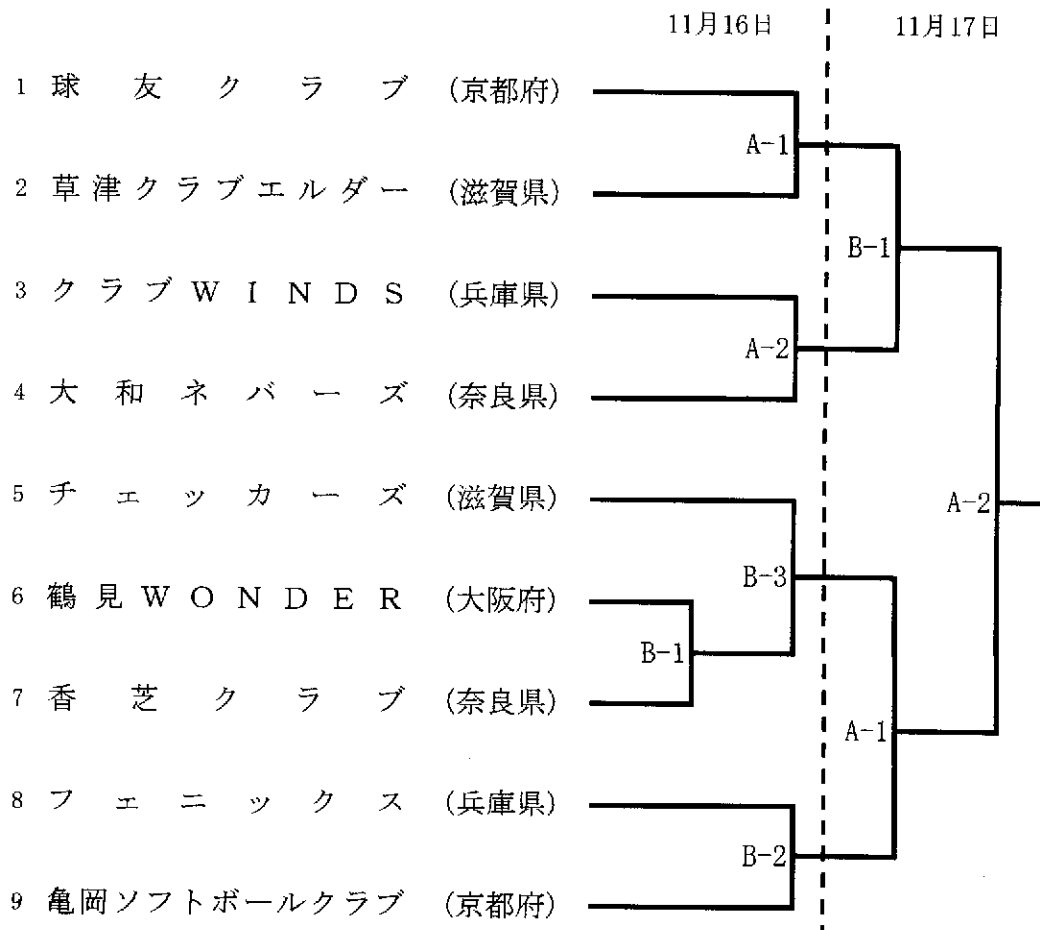 11月16日 11月17日
1 球友クラブ (京都府)
A-1
2 草津クラブエルダー (滋賀県)
B-1
3 クラブWINDS (兵庫県)
A-2
4 大和ネバーズ (奈良県)
5 チェッカーズ (滋賀県)
A-2
B-3
6 鶴見WONDER (大阪府)
B-1
7 香芝クラブ (奈良県)
A-1
8 フェニックス (兵庫県)
B-2
9 亀岡ソフトボールクラブ (京都府)